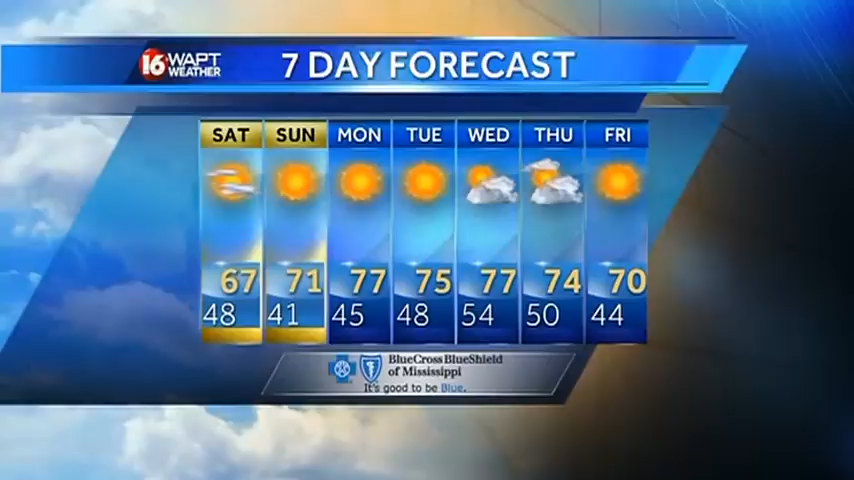 16 WAPT
WEATHER
7 DAY FORECAST
SAT SUN MON TUE WED THU FRI
67 71 77 75 77 74 70
48 41 45 48 54 50 44
BlueCross BlueShield
of Mississippi
It's good to be Blue.